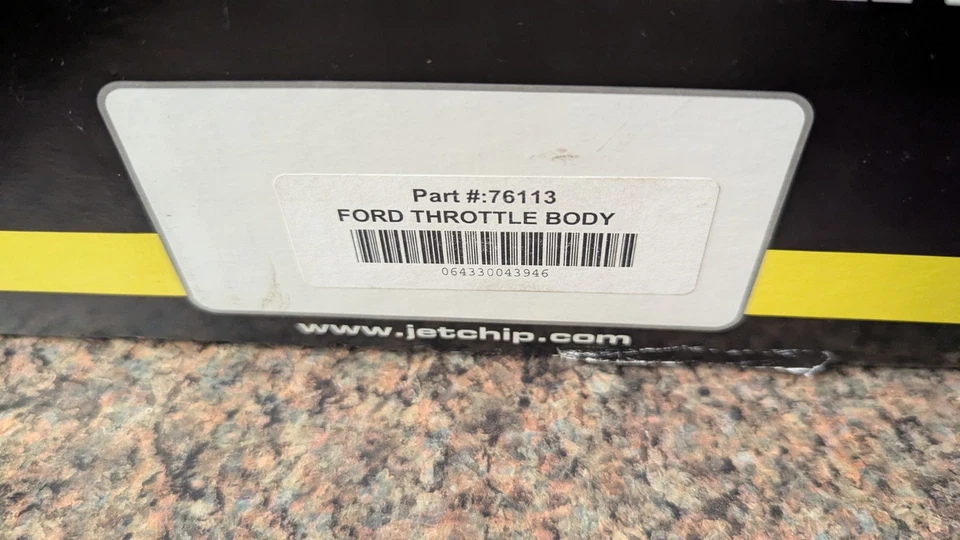 Part #:76113
FORD THROTTLE BODY
064330043946
www.jetchip.com